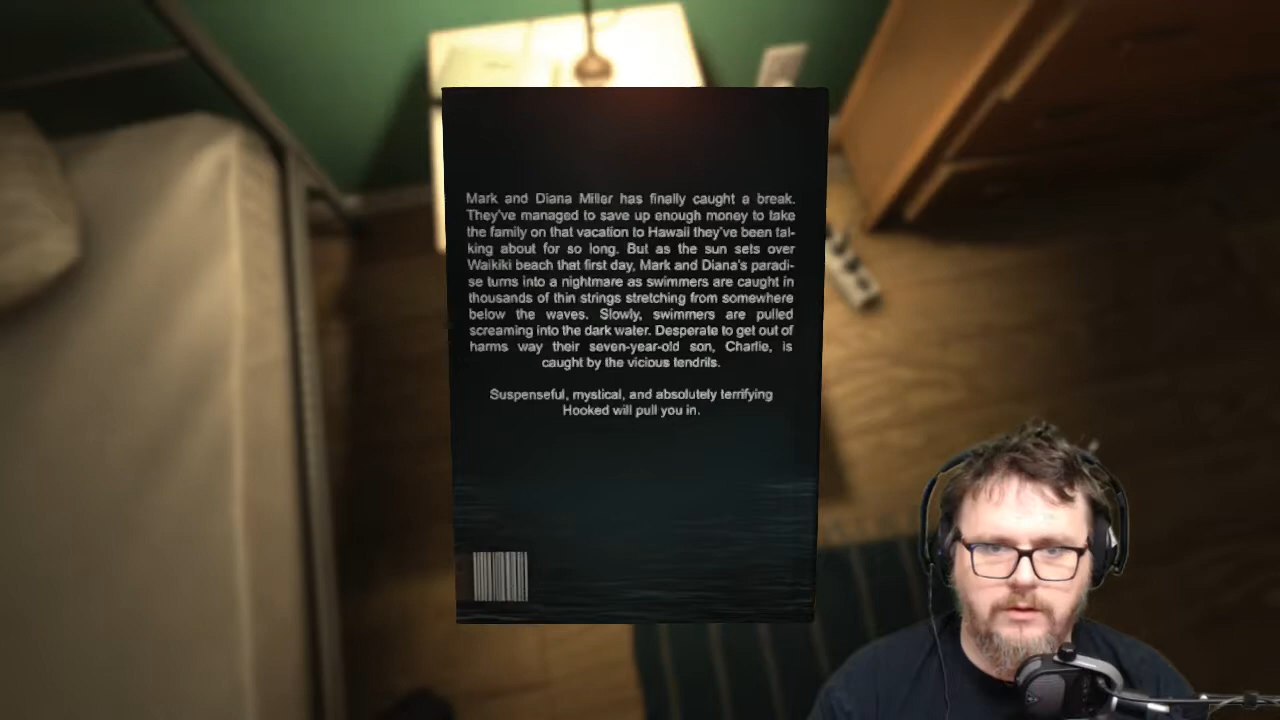 Mark and Diana Miller has finally caught a break.
They've managed to save up enough money to take
the family on that vacation to Hawaii they've been tal-
king about for so long. But as the sun sets over
Waikiki beach that first day, Mark and Diana's paradi-
se turns into a nightmare as swimmers are caught in
thousands of thin strings stretching from somewhere
below the waves. Slowly, swimmers are pulled
screaming into the dark water. Desperate to get out of
harms way their seven-year-old son, Charlie, is
caught by the vicious tendrils.
Suspenseful, mystical, and absolutely terrifying
Hooked will pull you in.